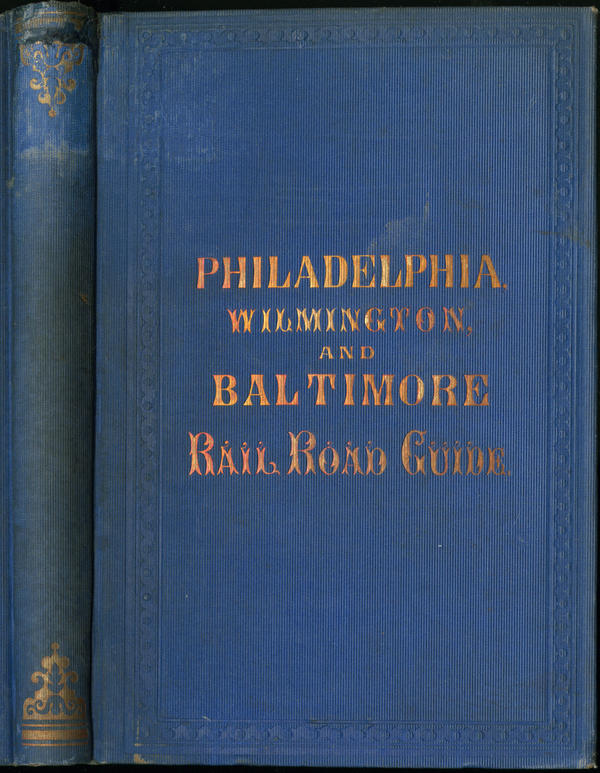 PHILADELPHIA,
WILMINGTON,
AND
BALTIMORE
RAIL ROAD GUIDE.